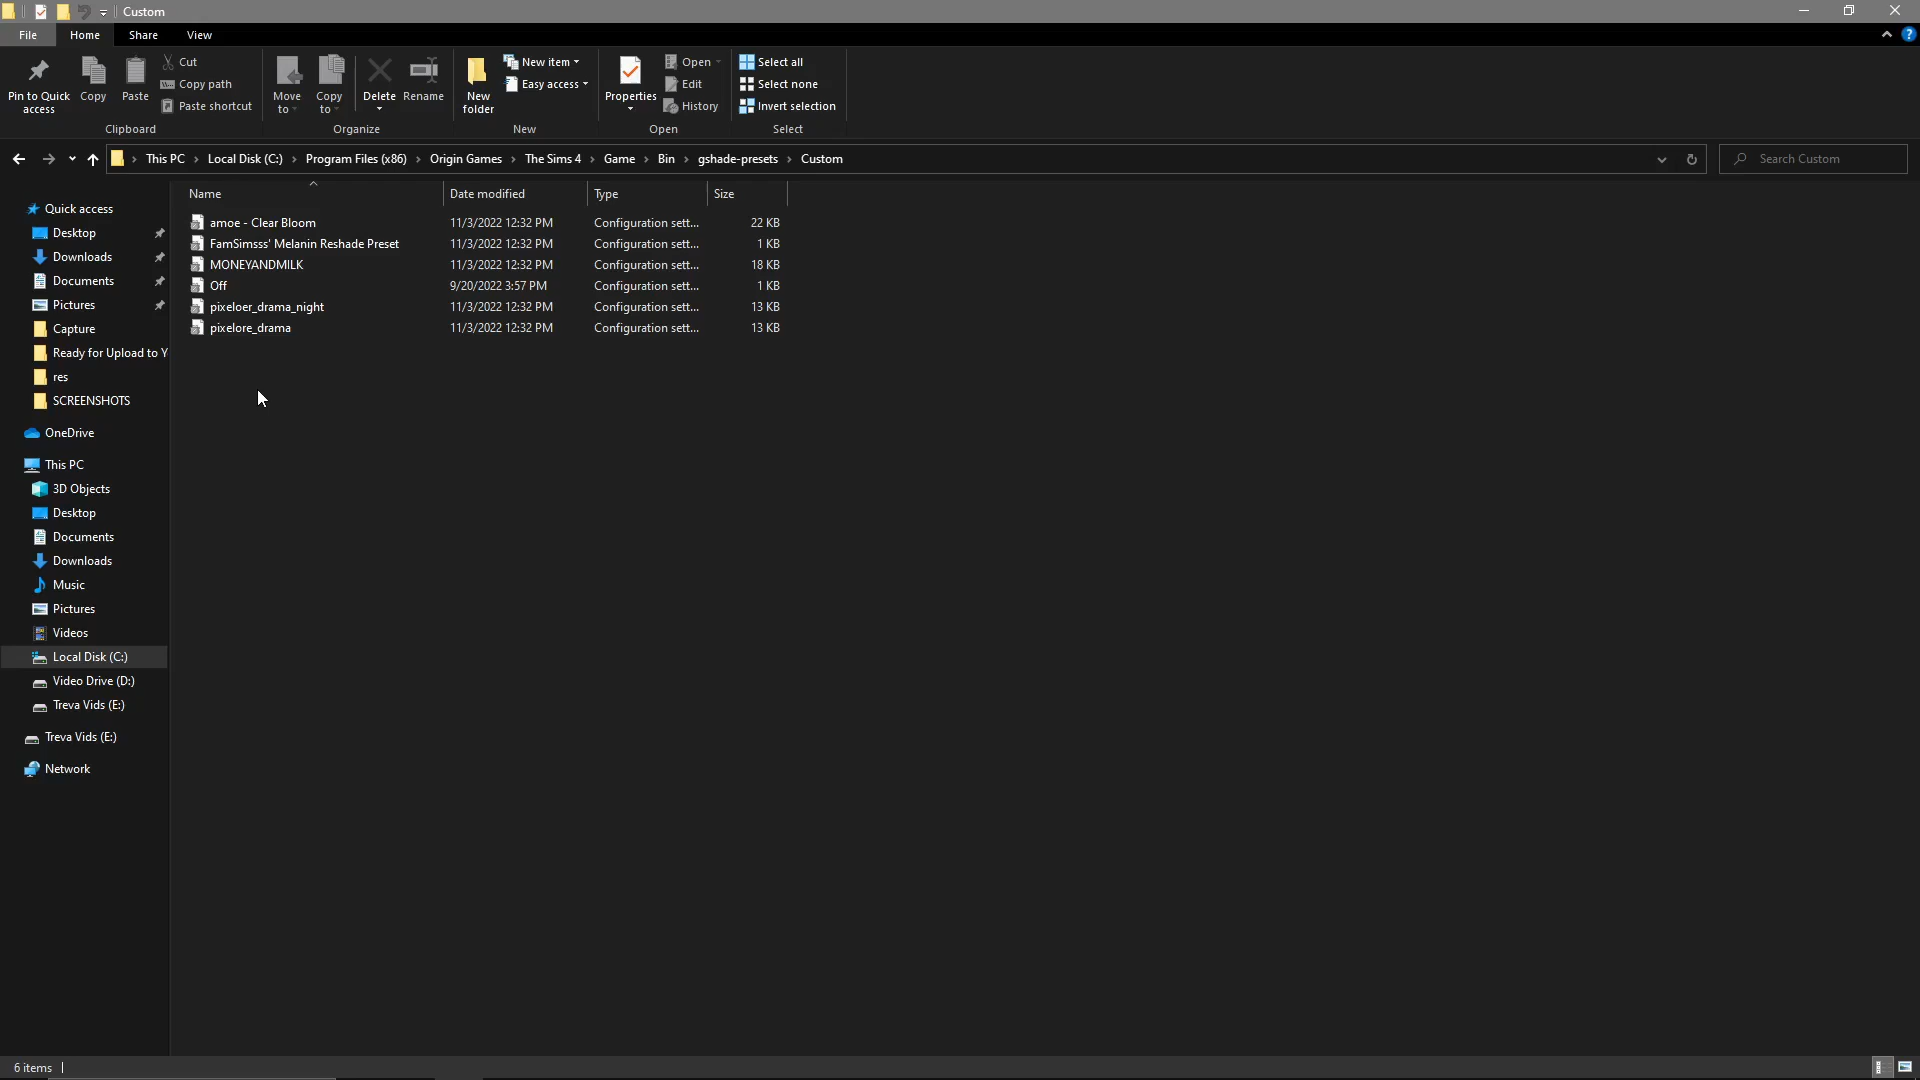 Custom
File Home Share View
Pin to Quick access
Copy
Paste
Cut
Copy path
Paste shortcut
Clipboard
Move to
Copy to
Delete
Rename
Organize
New folder
New item
Easy access
New
Properties
Open
Edit
History
Open
Select all
Select none
Invert selection
Select
This PC › Local Disk (C:) › Program Files (x86) › Origin Games › The Sims 4 › Game › Bin › gshade-presets › Custom
Search Custom
Quick access
Desktop
Downloads
Documents
Pictures
Capture
Ready for Upload to Y
res
SCREENSHOTS
OneDrive
This PC
3D Objects
Desktop
Documents
Downloads
Music
Pictures
Videos
Local Disk (C:)
Video Drive (D:)
Treva Vids (E:)
Treva Vids (E:)
Network
Name Date modified Type Size
amoe - Clear Bloom 11/3/2022 12:32 PM Configuration sett... 22 KB
FamSimsss' Melanin Reshade Preset 11/3/2022 12:32 PM Configuration sett... 1 KB
MONEYANDMILK 11/3/2022 12:32 PM Configuration sett... 18 KB
Off 9/20/2022 3:57 PM Configuration sett... 1 KB
pixeloer_drama_night 11/3/2022 12:32 PM Configuration sett... 13 KB
pixelore_drama 11/3/2022 12:32 PM Configuration sett... 13 KB
6 items